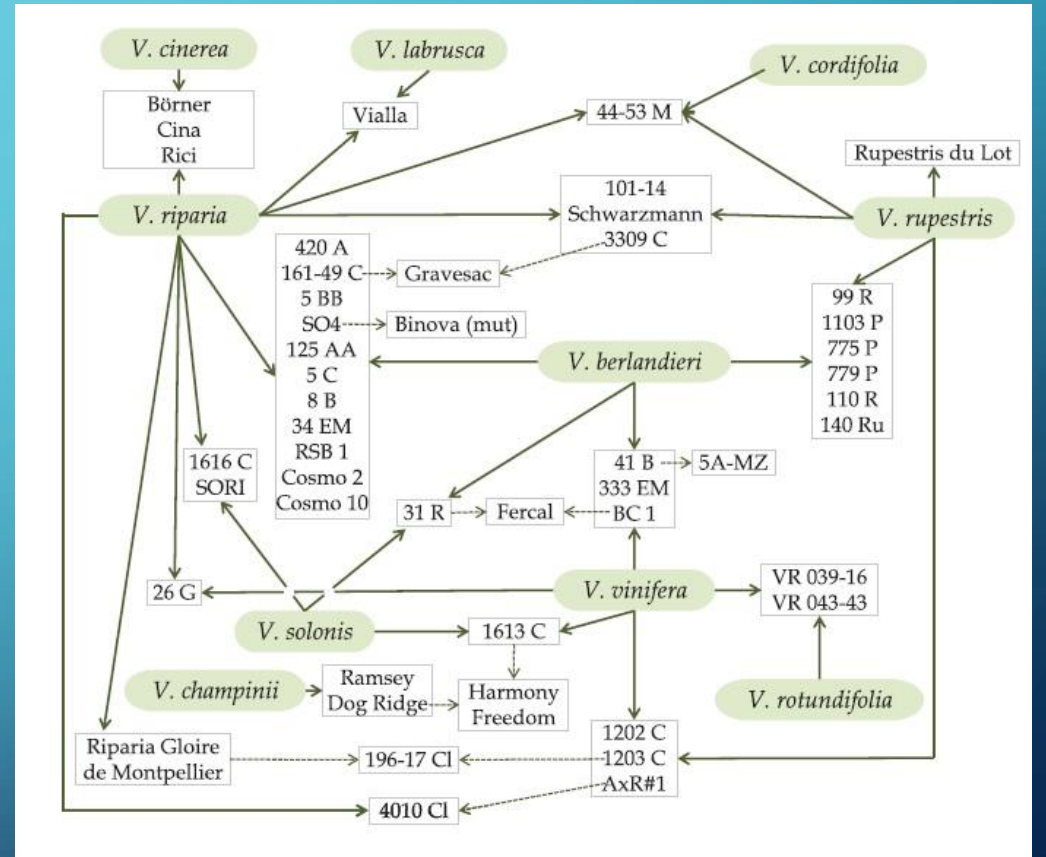 V. cinerea
V. labrusca
V. cordifolia
Börner
Cina
Rici
Vialla
44-53 M
Rupestris du Lot
V. riparia
101-14
Schwarzmann
3309 C
V. rupestris
420 A
161-49 C
5 BB
SO4
125 AA
5 C
8 B
34 EM
RSB 1
Cosmo 2
Cosmo 10
Gravesac
Binova (mut)
V. berlandieri
99 R
1103 P
775 P
779 P
110 R
140 Ru
1616 C
SORI
31 R
Fercal
41 B
333 EM
BC 1
5A-MZ
26 G
V. vinifera
VR 039-16
VR 043-43
V. solonis
1613 C
V. champinii
Ramsey
Dog Ridge
Harmony
Freedom
V. rotundifolia
Riparia Gloire
de Montpellier
196-17 Cl
1202 C
1203 C
AxR#1
4010 Cl